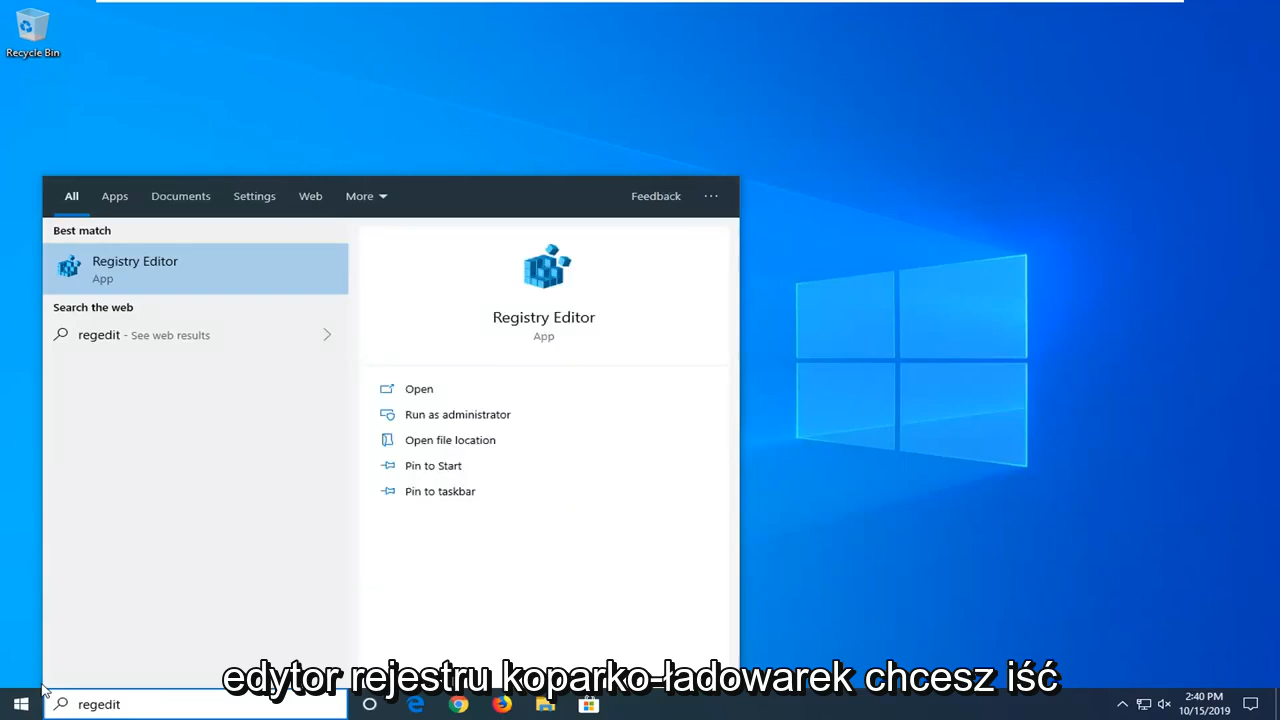 Recycle Bin
All Apps Documents Settings Web More Feedback ...
Best match
Registry Editor
App
Search the web
regedit - See web results
Registry Editor
App
Open
Run as administrator
Open file location
Pin to Start
Pin to taskbar
edytor rejestru koparko-ładowarek chcesz iść
regedit
2:40 PM
10/15/2019